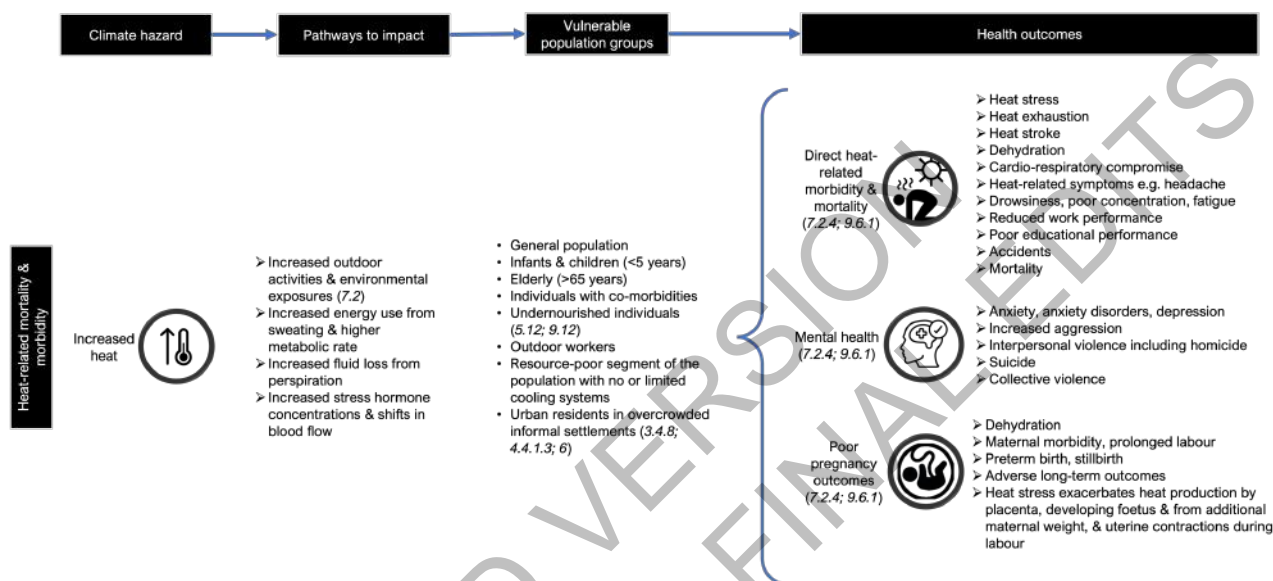 Climate hazard
Pathways to impact
Vulnerable
population groups
Health outcomes
Heat-related mortality &
morbidity
Increased
heat
➢ Increased outdoor
activities & environmental
exposures (7.2)
➢ Increased energy use from
sweating & higher
metabolic rate
➢ Increased fluid loss from
perspiration
➢ Increased stress hormone
concentrations & shifts in
blood flow
• General population
• Infants & children (<5 years)
• Elderly (>65 years)
• Individuals with co-morbidities
• Undernourished individuals
(5.12; 9.12)
• Outdoor workers
• Resource-poor segment of the
population with no or limited
cooling systems
• Urban residents in overcrowded
informal settlements (3.4.8;
4.4.1.3; 6)
Direct heat-
related
morbidity &
mortality
(7.2.4; 9.6.1)
➢ Heat stress
➢ Heat exhaustion
➢ Heat stroke
➢ Dehydration
➢ Cardio-respiratory compromise
➢ Heat-related symptoms e.g. headache
➢ Drowsiness, poor concentration, fatigue
➢ Reduced work performance
➢ Poor educational performance
➢ Accidents
➢ Mortality
Mental health
(7.2.4; 9.6.1)
➢ Anxiety, anxiety disorders, depression
➢ Increased aggression
➢ Interpersonal violence including homicide
➢ Suicide
➢ Collective violence
Poor
pregnancy
outcomes
(7.2.4; 9.6.1)
➢ Dehydration
➢ Maternal morbidity, prolonged labour
➢ Preterm birth, stillbirth
➢ Adverse long-term outcomes
➢ Heat stress exacerbates heat production by
placenta, developing foetus & from additional
maternal weight, & uterine contractions during
labour
VERSION
FINAL EDITS